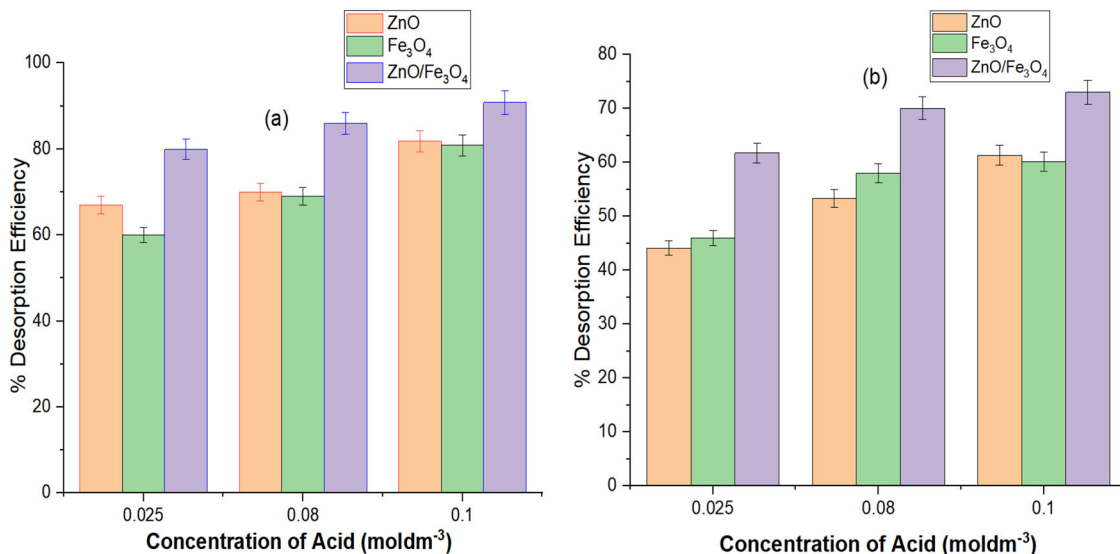 ZnO
Fe₃O₄
ZnO/Fe₃O₄
(a)
% Desorption Efficiency
100
80
60
40
20
0
0.025
0.08
0.1
Concentration of Acid (moldm⁻³)
ZnO
Fe₃O₄
ZnO/Fe₃O₄
(b)
% Desorption Efficiency
80
70
60
50
40
30
20
10
0
0.025
0.08
0.1
Concentration of Acid (moldm⁻³)